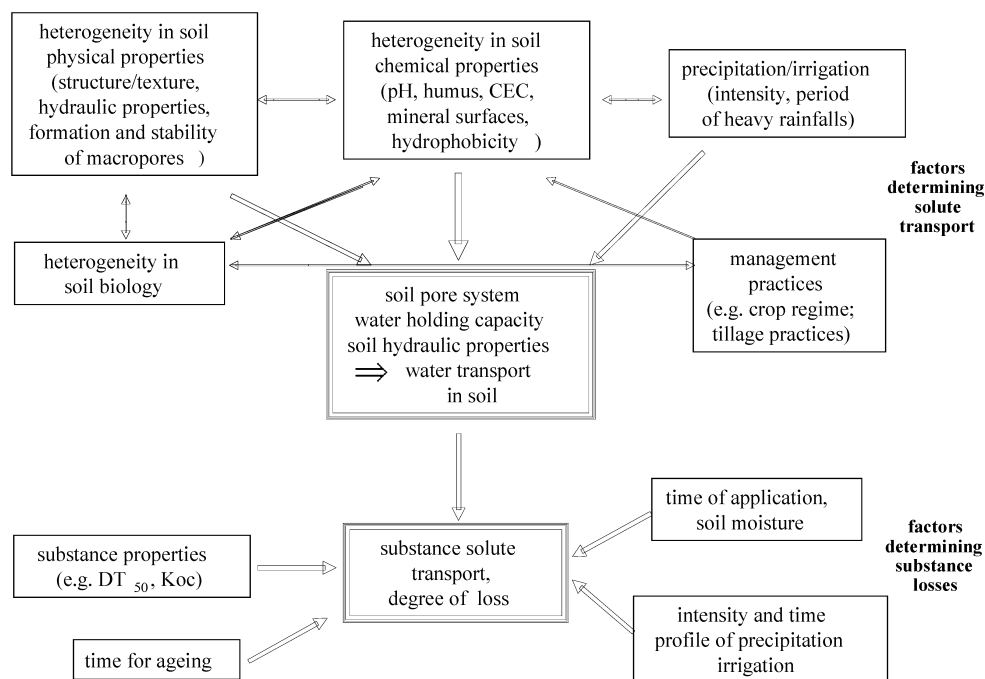 heterogeneity in soil
physical properties
(structure/texture,
hydraulic properties,
formation and stability
of macropores )
heterogeneity in soil
chemical properties
(pH, humus, CEC,
mineral surfaces,
hydrophobicity )
precipitation/irrigation
(intensity, period
of heavy rainfalls)
factors
determining
solute
transport
heterogeneity in
soil biology
management
practices
(e.g. crop regime;
tillage practices)
soil pore system
water holding capacity
soil hydraulic properties
⇒ water transport
in soil
time of application,
soil moisture
factors
determining
substance
losses
substance properties
(e.g. DT 50, Koc)
substance solute
transport,
degree of loss
intensity and time
profile of precipitation
irrigation
time for ageing